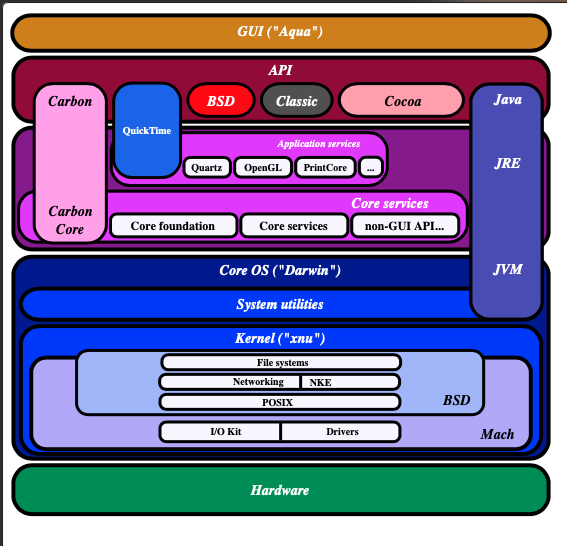 GUI ("Aqua")
API
Carbon
QuickTime
BSD
Classic
Cocoa
Java
Application services
Quartz
OpenGL
PrintCore
...
JRE
Core services
Carbon
Core
Core foundation
Core services
non-GUI API...
Core OS ("Darwin")
JVM
System utilities
Kernel ("xnu")
File systems
Networking
NKE
POSIX
BSD
I/O Kit
Drivers
Mach
Hardware